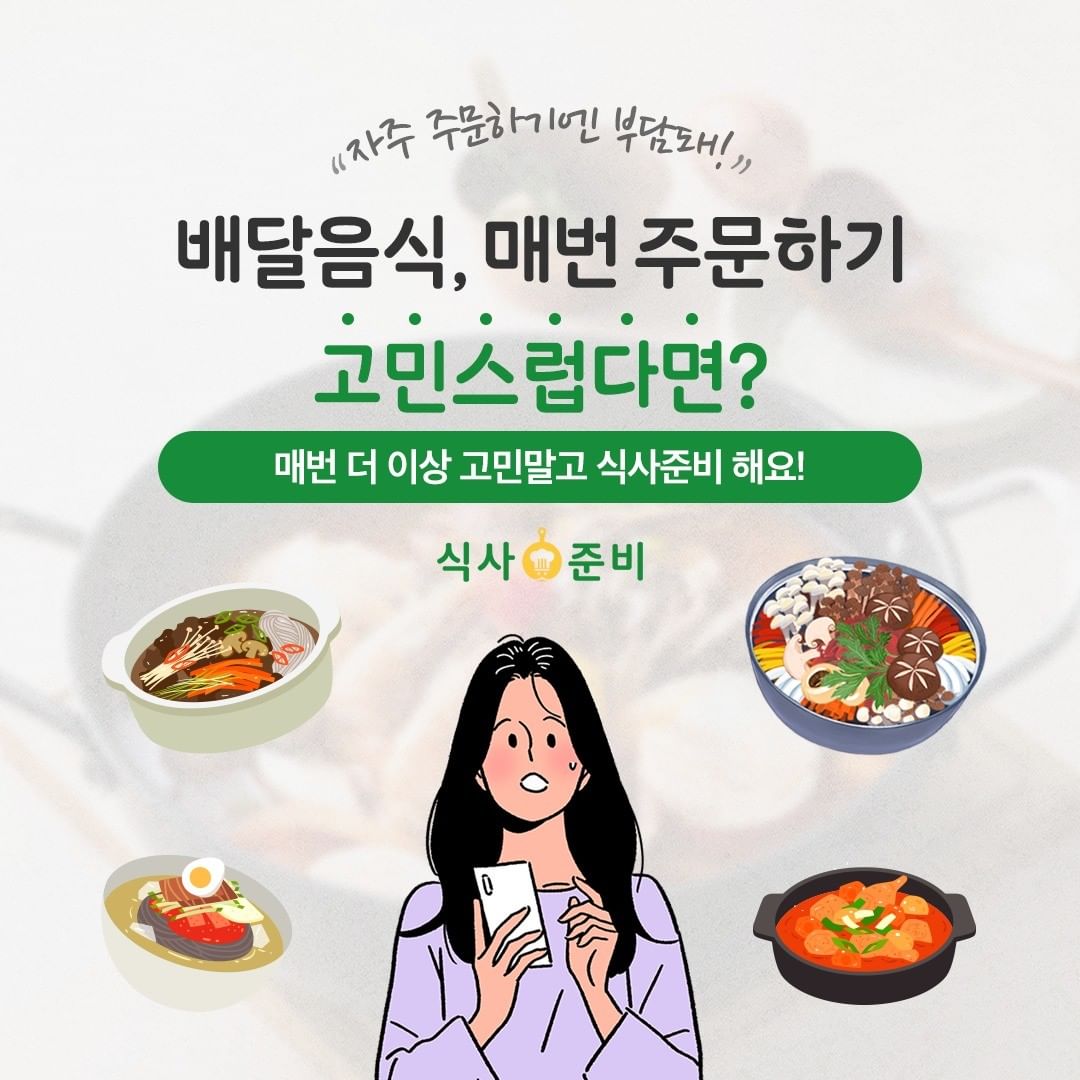 "자주 주문하기엔 부담돼!"
배달음식, 매번 주문하기
고민스럽다면?
매번 더 이상 고민말고 식사준비 해요!
식사 준비